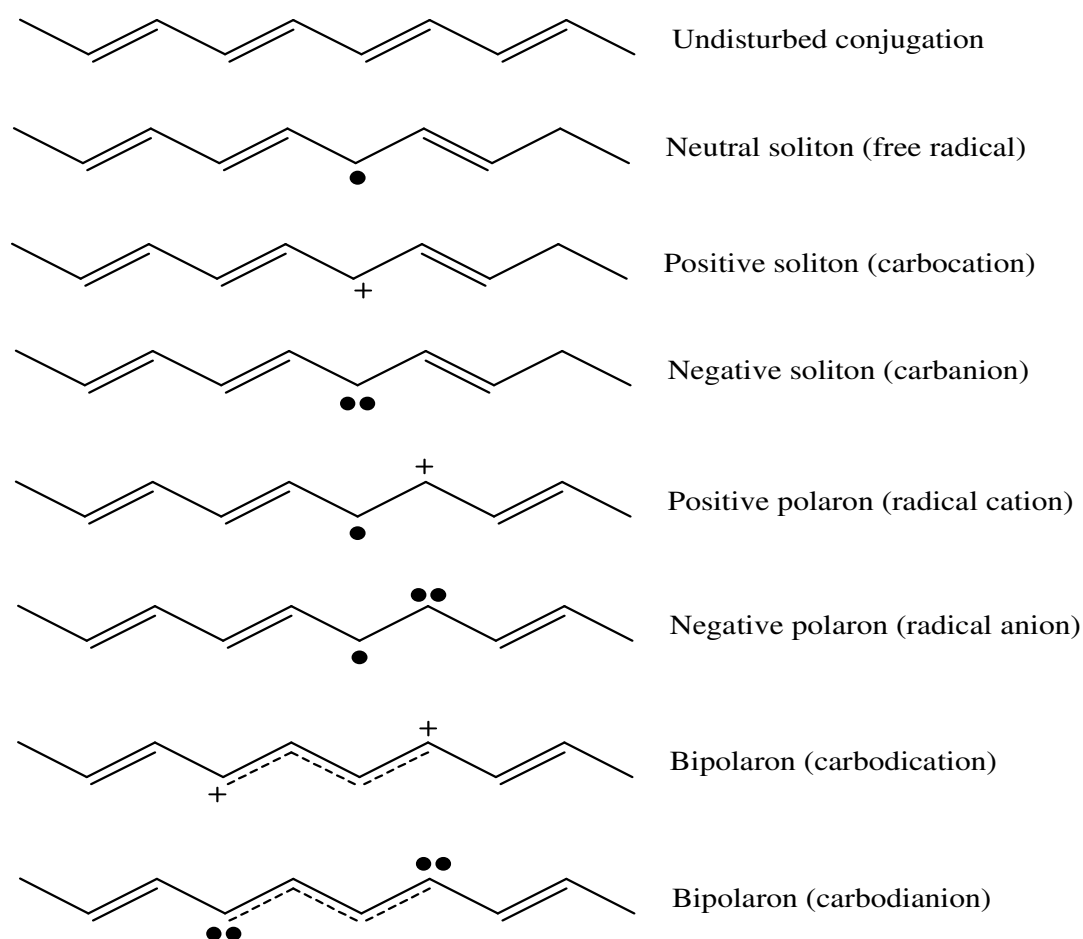 Undisturbed conjugation
Neutral soliton (free radical)
+
Positive soliton (carbocation)
Negative soliton (carbanion)
+
Positive polaron (radical cation)
Negative polaron (radical anion)
+
+
Bipolaron (carbodication)
Bipolaron (carbodianion)